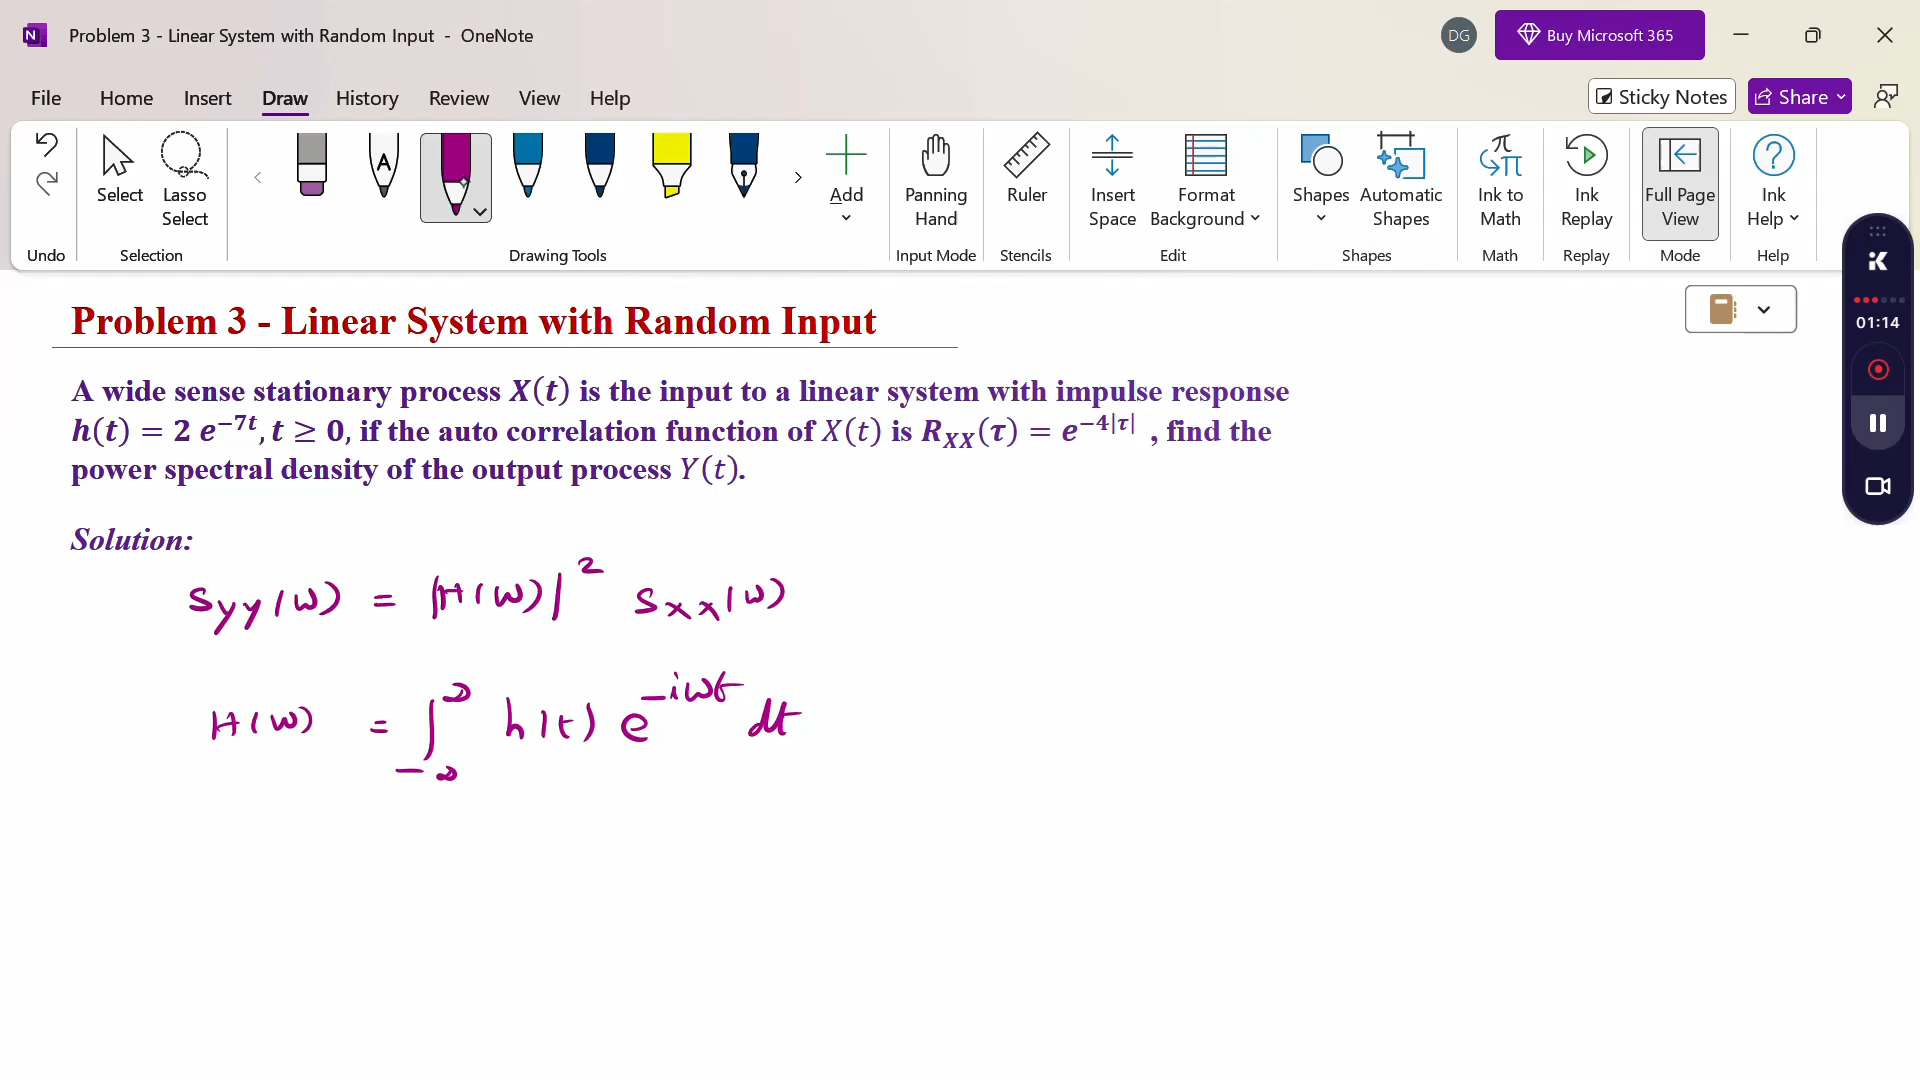 Problem 3 - Linear System with Random Input - OneNote
DG
Buy Microsoft 365
File Home Insert Draw History Review View Help
Sticky Notes
Share
A
Select
Lasso Select
Add
Panning Hand
Ruler
Insert Space
Format Background
Shapes
Automatic Shapes
Ink to Math
Ink Replay
Full Page View
Ink Help
Undo
Selection
Drawing Tools
Input Mode
Stencils
Edit
Shapes
Math
Replay
Mode
Help
01:14
Problem 3 - Linear System with Random Input
A wide sense stationary process X(t) is the input to a linear system with impulse response
h(t) = 2 e^{-7t}, t ≥ 0, if the auto correlation function of X(t) is R_{XX}(τ) = e^{-4|τ|} , find the
power spectral density of the output process Y(t).
Solution:
S_{yy}(ω) = |H(ω)|^2 S_{xx}(ω)
H(ω) = ∫_{-∞}^{∞} h(t) e^{-iωt} dt